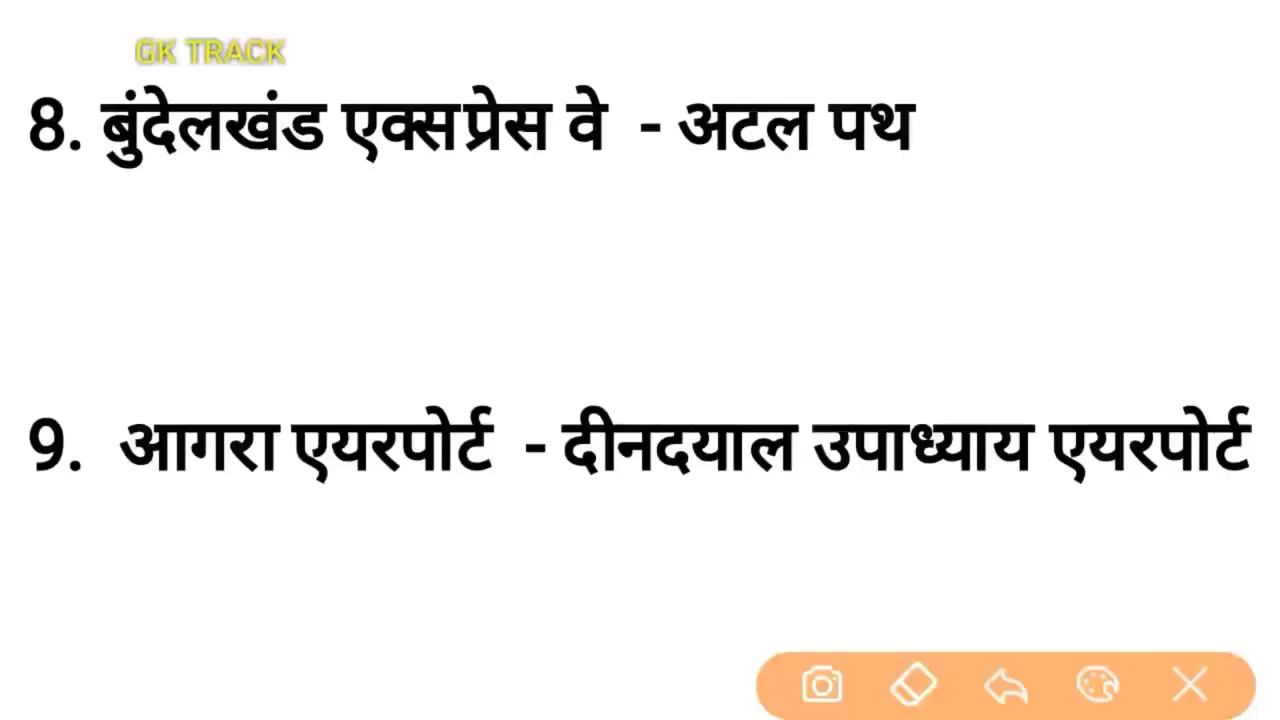 GK TRACK
8. बुंदेलखंड एक्सप्रेस वे - अटल पथ
9. आगरा एयरपोर्ट - दीनदयाल उपाध्याय एयरपोर्ट